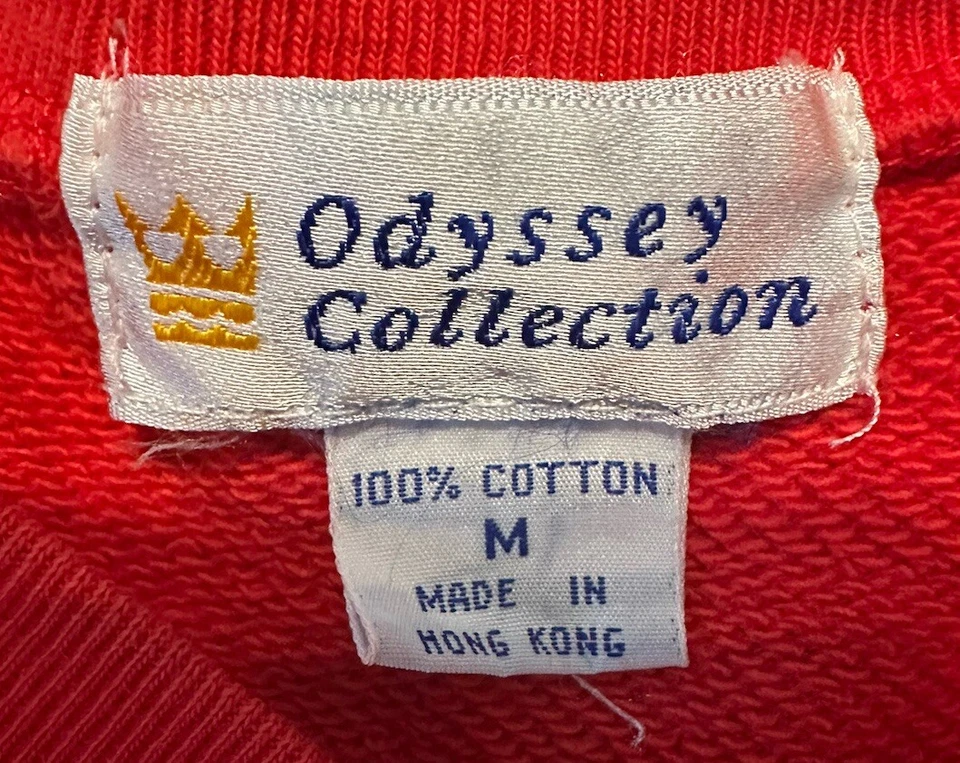 Odyssey
Collection
100% COTTON
M
MADE IN
HONG KONG